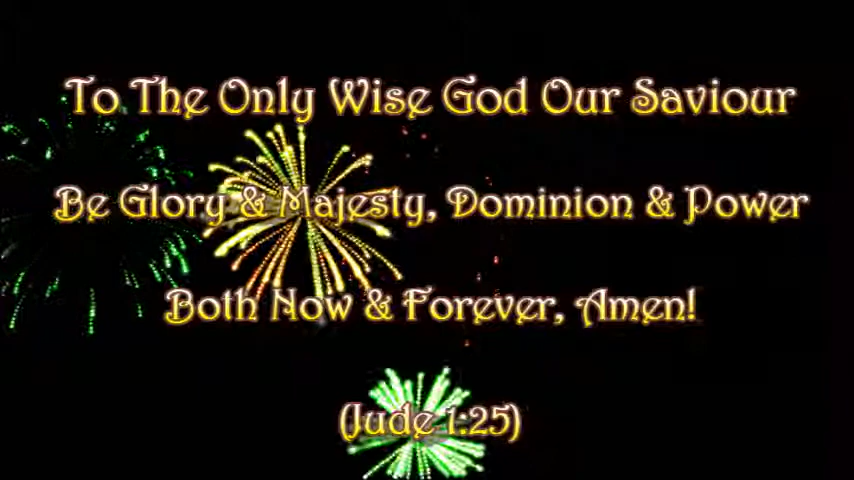 To The Only Wise God Our Saviour
Be Glory & Majesty, Dominion & Power
Both Now & Forever, Amen!
(Jude 1:25)